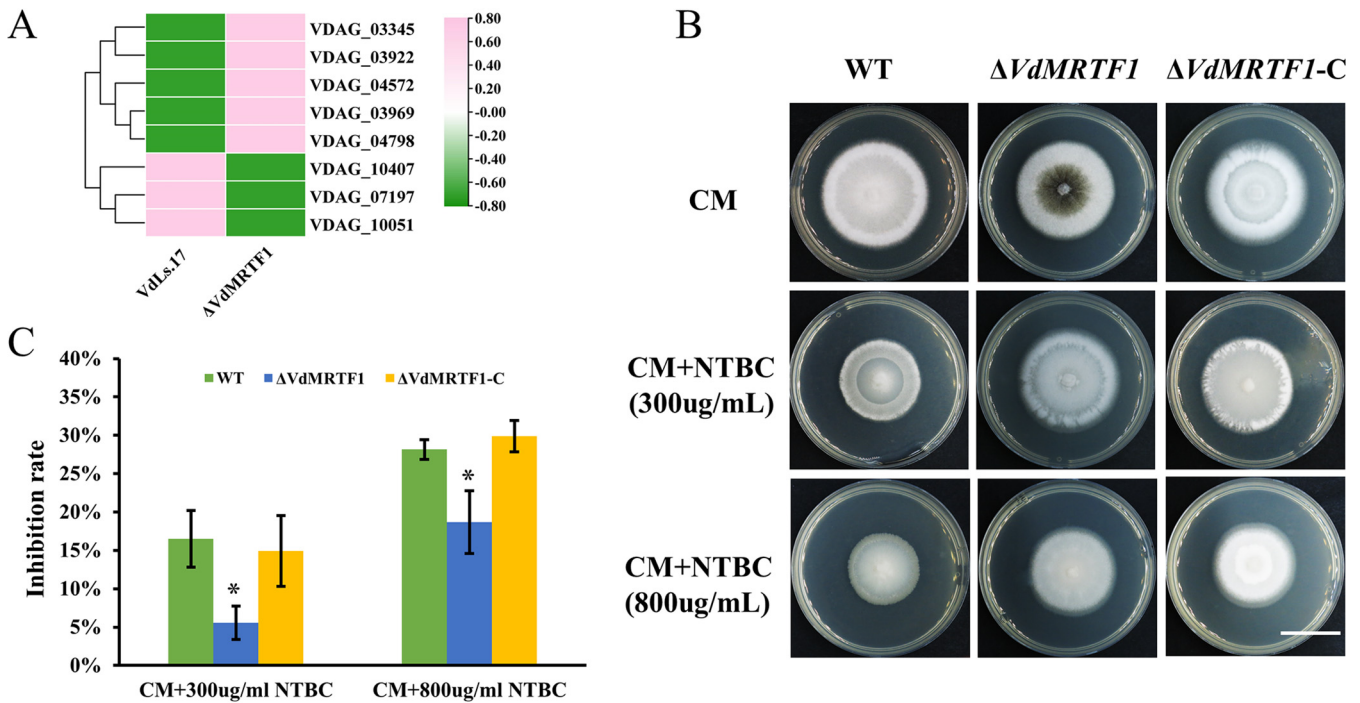 A
0.80
0.60
0.40
0.20
-0.00
-0.20
-0.40
-0.60
-0.80
VDAG_03345
VDAG_03922
VDAG_04572
VDAG_03969
VDAG_04798
VDAG_10407
VDAG_07197
VDAG_10051
VdLs.17
ΔVdMRTF1
B
WT ΔVdMRTF1 ΔVdMRTF1-C
CM
CM+NTBC
(300ug/mL)
CM+NTBC
(800ug/mL)
C
WT ΔVdMRTF1 ΔVdMRTF1-C
Inhibition rate
40%
35%
30%
25%
20%
15%
10%
5%
0%
*
*
CM+300ug/ml NTBC CM+800ug/ml NTBC